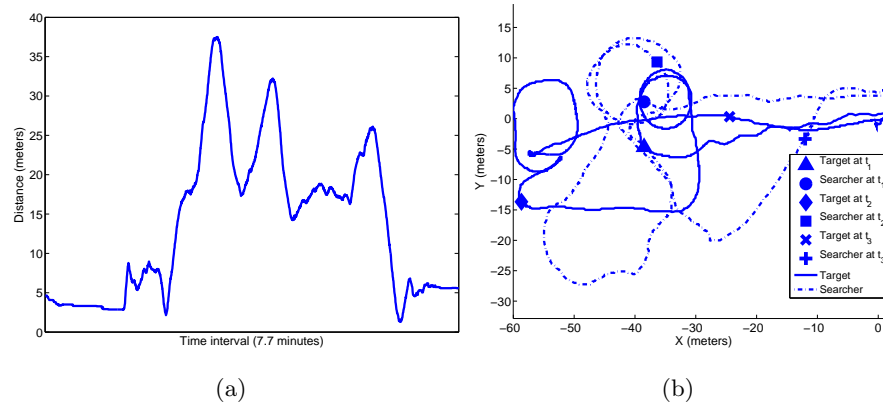 40
35
30
25
20
15
10
5
0
Distance (meters)
Time interval (7.7 minutes)
(a)
15
10
5
0
−5
−10
−15
−20
−25
−30
Y (meters)
−60
−50
−40
−30
−20
−10
0
X (meters)
Target at t1
Searcher at t1
Target at t2
Searcher at t2
Target at t3
Searcher at t3
Target
Searcher
(b)